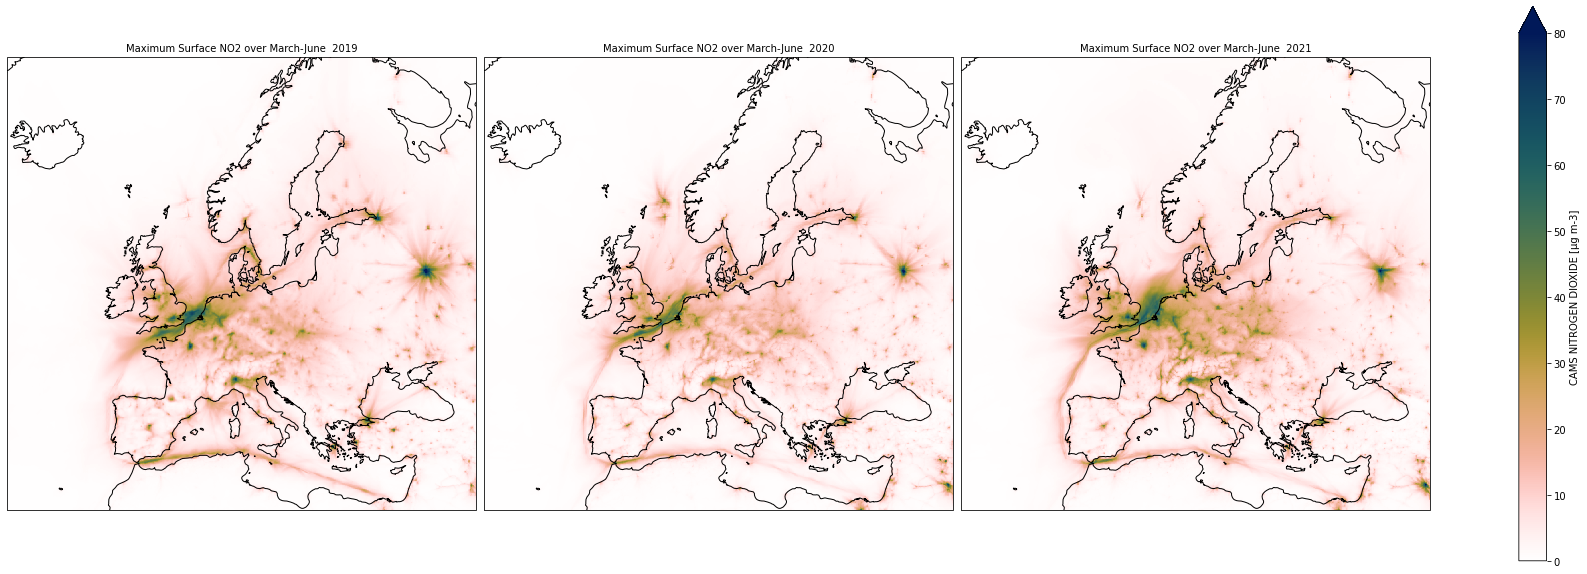 Maximum Surface NO2 over March-June  2019
Maximum Surface NO2 over March-June  2020
Maximum Surface NO2 over March-June  2021
80
70
60
50
40
30
20
10
0
CAMS NITROGEN DIOXIDE [µg m-3]